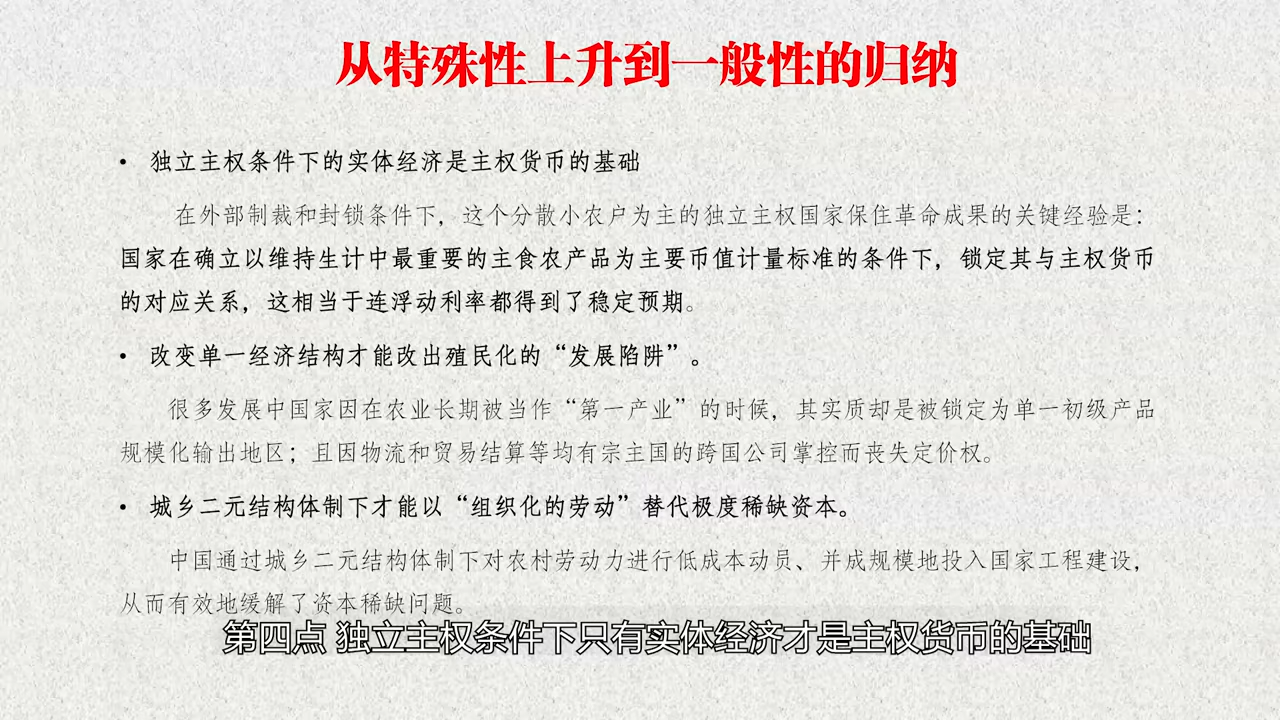 从特殊性上升到一般性的归纳
• 独立主权条件下的实体经济是主权货币的基础
在外部制裁和封锁条件下，这个分散小农户为主的独立主权国家保住革命成果的关键经验是：
国家在确立以维持生计中最重要的主食农产品为主要币值计量标准的条件下，锁定其与主权货币
的对应关系，这相当于连浮动利率都得到了稳定预期。
• 改变单一经济结构才能改出殖民化的“发展陷阱”。
很多发展中国家因在农业长期被当作“第一产业”的时候，其实质却是被锁定为单一初级产品
规模化输出地区；且因物流和贸易结算等均有宗主国的跨国公司掌控而丧失定价权。
• 城乡二元结构体制下才能以“组织化的劳动”替代极度稀缺资本。
中国通过城乡二元结构体制下对农村劳动力进行低成本动员、并成规模地投入国家工程建设，
从而有效地缓解了资本稀缺问题。
第四点 独立主权条件下只有实体经济才是主权货币的基础